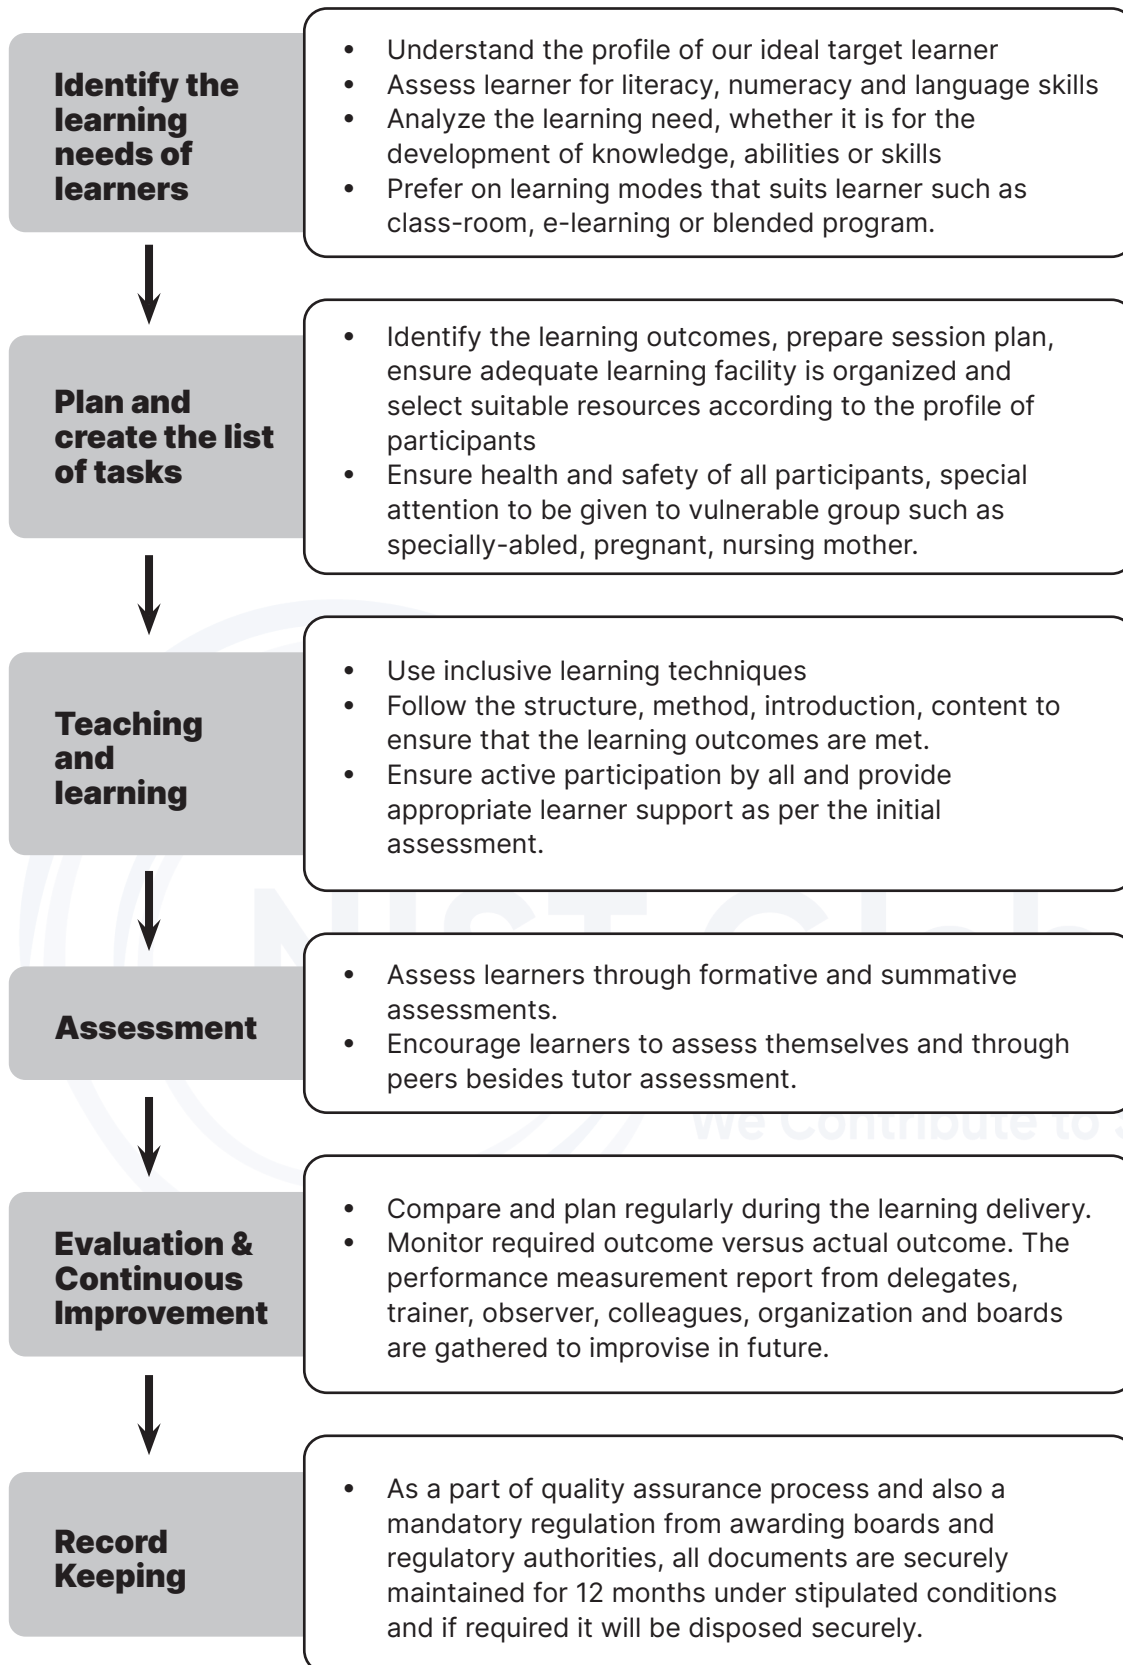 Identify the
learning
needs of
learners
• Understand the profile of our ideal target learner
• Assess learner for literacy, numeracy and language skills
• Analyze the learning need, whether it is for the
development of knowledge, abilities or skills
• Prefer on learning modes that suits learner such as
class-room, e-learning or blended program.
Plan and
create the list
of tasks
• Identify the learning outcomes, prepare session plan,
ensure adequate learning facility is organized and
select suitable resources according to the profile of
participants
• Ensure health and safety of all participants, special
attention to be given to vulnerable group such as
specially-abled, pregnant, nursing mother.
Teaching
and
learning
• Use inclusive learning techniques
• Follow the structure, method, introduction, content to
ensure that the learning outcomes are met.
• Ensure active participation by all and provide
appropriate learner support as per the initial
assessment.
Assessment
• Assess learners through formative and summative
assessments.
• Encourage learners to assess themselves and through
peers besides tutor assessment.
We Contribute to
Evaluation &
Continuous
Improvement
• Compare and plan regularly during the learning delivery.
• Monitor required outcome versus actual outcome. The
performance measurement report from delegates,
trainer, observer, colleagues, organization and boards
are gathered to improvise in future.
Record
Keeping
• As a part of quality assurance process and also a
mandatory regulation from awarding boards and
regulatory authorities, all documents are securely
maintained for 12 months under stipulated conditions
and if required it will be disposed securely.